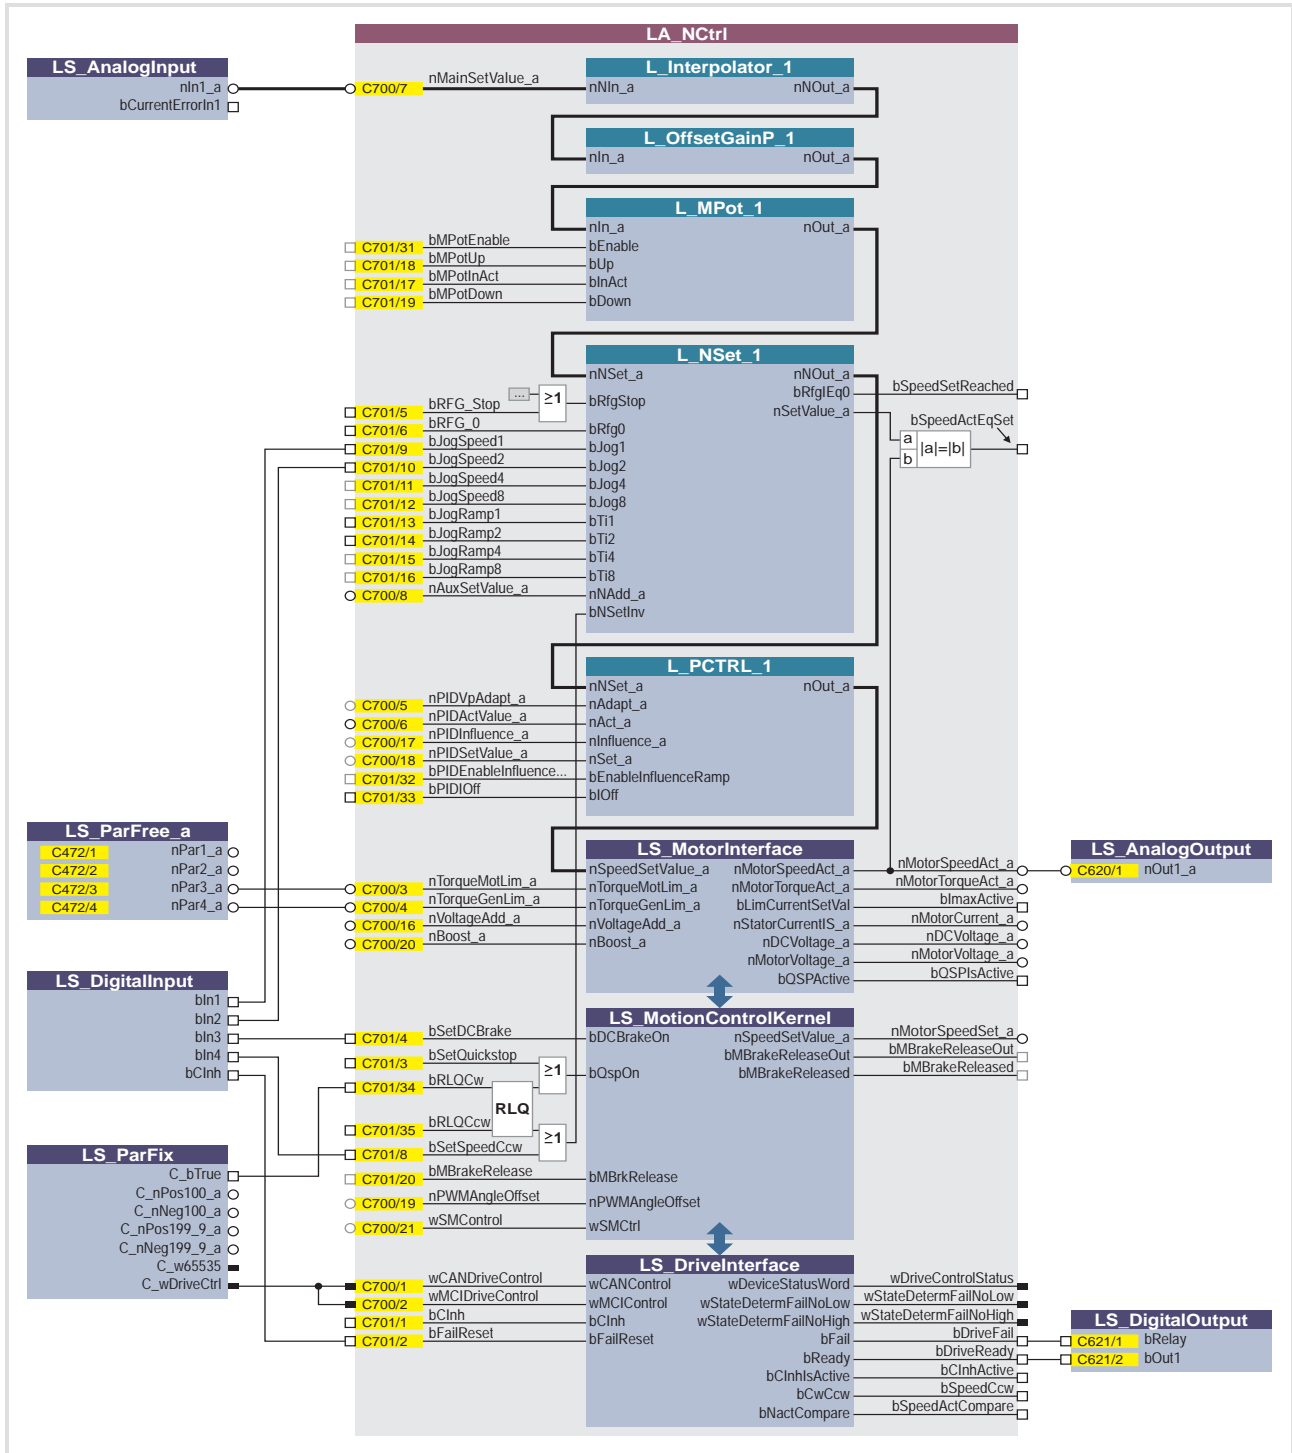 LA_NCtrl
LS_AnalogInput
nIn1_a
bCurrentErrorIn1
C700/7 nMainSetValue_a
L_Interpolator_1
nNIn_a nNOut_a
L_OffsetGainP_1
nIn_a nOut_a
L_MPot_1
nIn_a nOut_a
C701/31 bMPotEnable bEnable
C701/18 bMPotUp bUp
C701/17 bMPotInAct bInAct
C701/19 bMPotDown bDown
L_NSet_1
nNSet_a nNOut_a
... ≥1 bRfgStop
bRfgIEq0 bSpeedSetReached
nSetValue_a
bSpeedActEqSet
a
b
|a|=|b|
C701/5 bRFG_Stop
C701/6 bRFG_0 bRfg0
C701/9 bJogSpeed1 bJog1
C701/10 bJogSpeed2 bJog2
C701/11 bJogSpeed4 bJog4
C701/12 bJogSpeed8 bJog8
C701/13 bJogRamp1 bTi1
C701/14 bJogRamp2 bTi2
C701/15 bJogRamp4 bTi4
C701/16 bJogRamp8 bTi8
C700/8 nAuxSetValue_a nNAdd_a
bNSetInv
L_PCTRL_1
nNSet_a nOut_a
C700/5 nPIDVpAdapt_a nAdapt_a
C700/6 nPIDActValue_a nAct_a
C700/17 nPIDInfluence_a nInfluence_a
C700/18 nPIDSetValue_a nSet_a
C701/32 bPIDEnableInfluence... bEnableInfluenceRamp
C701/33 bPIDIOff bIOff
LS_ParFree_a
C472/1 nPar1_a
C472/2 nPar2_a
C472/3 nPar3_a
C472/4 nPar4_a
LS_MotorInterface
nSpeedSetValue_a nMotorSpeedAct_a nMotorSpeedAct_a
C700/3 nTorqueMotLim_a nTorqueMotLim_a nMotorTorqueAct_a nMotorTorqueAct_a
C700/4 nTorqueGenLim_a nTorqueGenLim_a bLimCurrentSetVal bImaxActive
C700/16 nVoltageAdd_a nVoltageAdd_a nStatorCurrentIS_a nMotorCurrent_a
C700/20 nBoost_a nBoost_a nDCVoltage_a nDCVoltage_a
nMotorVoltage_a nMotorVoltage_a
bQSPActive bQSPIsActive
LS_AnalogOutput
C620/1 nOut1_a
LS_DigitalInput
bIn1
bIn2
bIn3
bIn4
bCInh
LS_MotionControlKernel
C701/4 bSetDCBrake bDCBrakeOn nSpeedSetValue_a nMotorSpeedSet_a
C701/3 bSetQuickstop bMBrakeReleaseOut bMBrakeReleaseOut
≥1 bQspOn bMBrakeReleased bMBrakeReleased
C701/34 bRLQCw
RLQ
C701/35 bRLQCcw
≥1
C701/8 bSetSpeedCcw
C701/20 bMBrakeRelease bMBrkRelease
C700/19 nPWMAngleOffset nPWMAngleOffset
C700/21 wSMControl wSMCtrl
LS_ParFix
C_bTrue
C_nPos100_a
C_nNeg100_a
C_nPos199_9_a
C_nNeg199_9_a
C_w65535
C_wDriveCtrl
LS_DriveInterface
C700/1 wCANDriveControl wCANControl wDeviceStatusWord wDriveControlStatus
C700/2 wMCIDriveControl wMCIControl wStateDetermFailNoLow wStateDetermFailNoLow
C701/1 bCInh bCInh wStateDetermFailNoHigh wStateDetermFailNoHigh
C701/2 bFailReset bFailReset bFail bDriveFail
bReady bDriveReady
bCInhIsActive bCInhActive
bCwCcw bSpeedCcw
bNactCompare bSpeedActCompare
LS_DigitalOutput
C621/1 bRelay
C621/2 bOut1